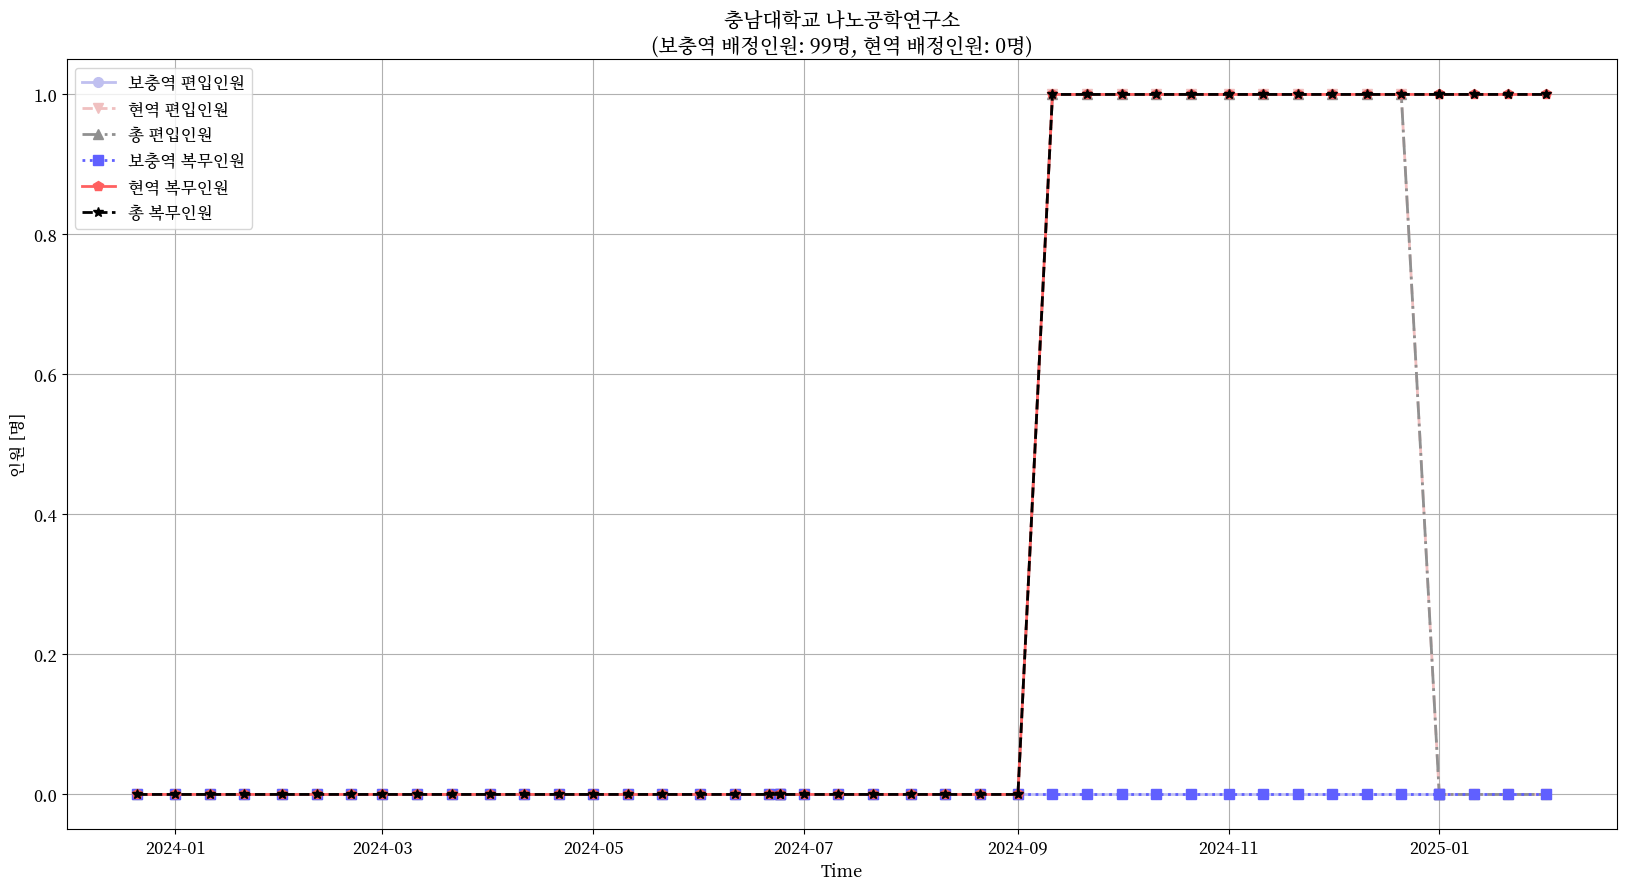 충남대학교 나노공학연구소
(보충역 배정인원: 99명, 현역 배정인원: 0명)
보충역 편입인원
현역 편입인원
총 편입인원
보충역 복무인원
현역 복무인원
총 복무인원
1.0
0.8
0.6
0.4
0.2
0.0
인원 [명]
2024-01
2024-03
2024-05
2024-07
2024-09
2024-11
2025-01
Time